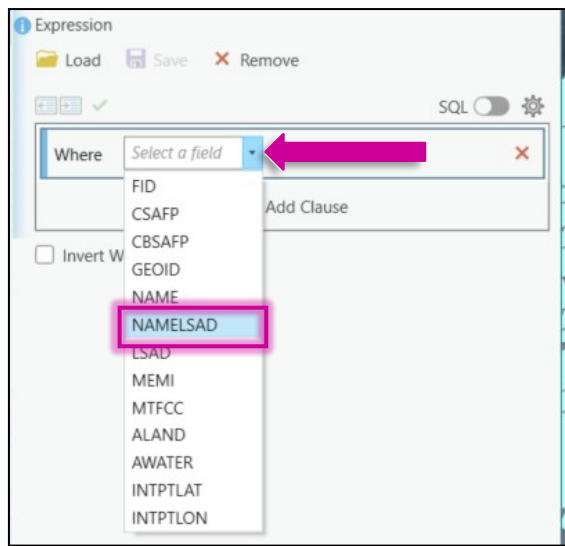 Expression
Load Save Remove
SQL
Where Select a field
FID
CSAFP
Add Clause
CBSAFP
Invert W
GEOID
NAME
NAMELSAD
LSAD
MEMI
MTFCC
ALAND
AWATER
INTPTLAT
INTPTLON